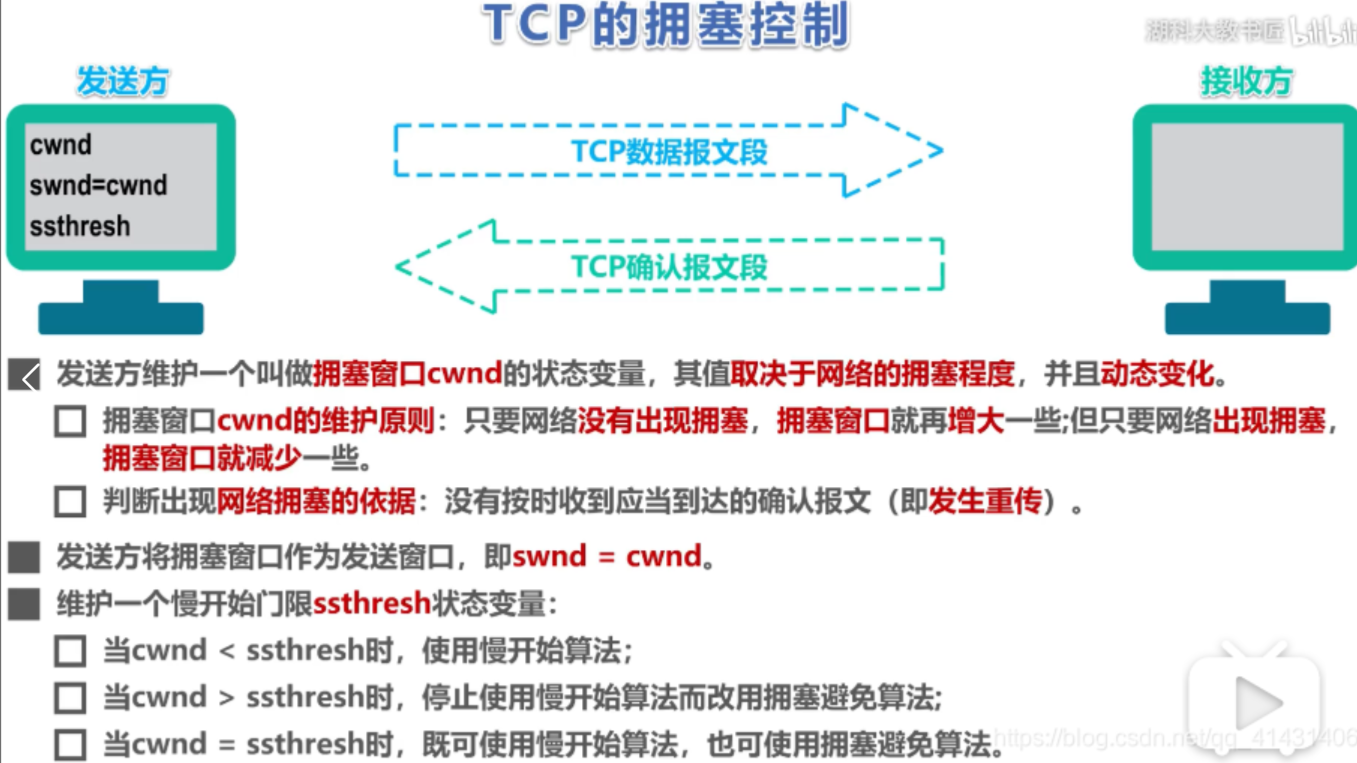 TCP的拥塞控制
湖科大教书匠 bilibili
发送方
接收方
cwnd
swnd=cwnd
ssthresh
TCP数据报文段
TCP确认报文段
发送方维护一个叫做拥塞窗口cwnd的状态变量，其值取决于网络的拥塞程度，并且动态变化。
拥塞窗口cwnd的维护原则：只要网络没有出现拥塞，拥塞窗口就再增大一些;但只要网络出现拥塞，
拥塞窗口就减少一些。
判断出现网络拥塞的依据：没有按时收到应当到达的确认报文（即发生重传）。
发送方将拥塞窗口作为发送窗口，即swnd = cwnd。
维护一个慢开始门限ssthresh状态变量：
当cwnd < ssthresh时，使用慢开始算法；
当cwnd > ssthresh时，停止使用慢开始算法而改用拥塞避免算法;
当cwnd = ssthresh时，既可使用慢开始算法，也可使用拥塞避免算法。
https://blog.csdn.net/qq_41431406